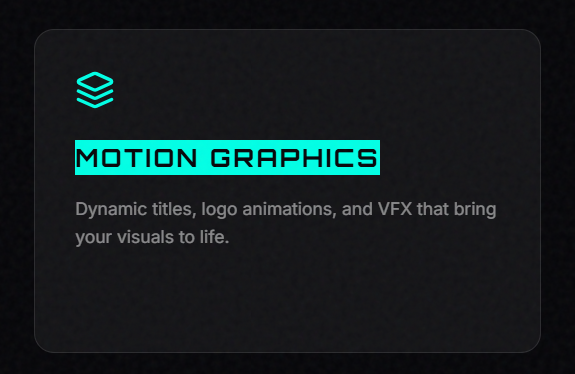 MOTION GRAPHICS
Dynamic titles, logo animations, and VFX that bring
your visuals to life.